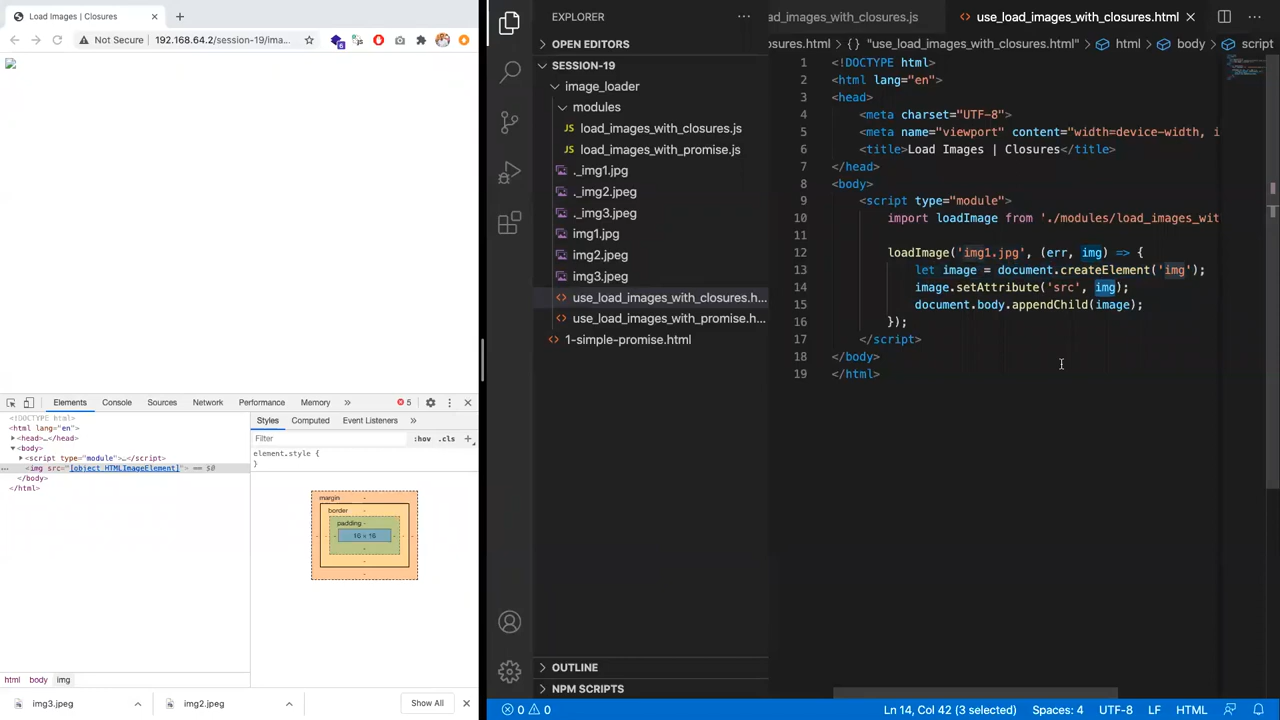 Load Images | Closures
Not Secure
192.168.64.2/session-19/ima...
Elements
Console
Sources
Network
Performance
Memory
5
<!DOCTYPE html>
<html lang="en">
<head>…</head>
<body>
<script type="module">…</script>
... <img src="[object HTMLImageElement]"> == $0
</body>
</html>
Styles
Computed
Event Listeners
Filter
:hov
.cls
element.style {
}
margin
-
border
-
padding
-
16 × 16
html
body
img
img3.jpeg
img2.jpeg
Show All
EXPLORER
OPEN EDITORS
SESSION-19
image_loader
modules
JS load_images_with_closures.js
JS load_images_with_promise.js
._img1.jpg
._img2.jpeg
._img3.jpeg
img1.jpg
img2.jpeg
img3.jpeg
use_load_images_with_closures.h...
use_load_images_with_promise.h...
1-simple-promise.html
OUTLINE
NPM SCRIPTS
ad_images_with_closures.js
use_load_images_with_closures.html
osures.html
"use_load_images_with_closures.html"
html
body
script
1 <!DOCTYPE html>
2 <html lang="en">
3 <head>
4 <meta charset="UTF-8">
5 <meta name="viewport" content="width=device-width, i
6 <title>Load Images | Closures</title>
7 </head>
8 <body>
9 <script type="module">
10 import loadImage from './modules/load_images_wit
11
12 loadImage('img1.jpg', (err, img) => {
13 let image = document.createElement('img');
14 image.setAttribute('src', img);
15 document.body.appendChild(image);
16 });
17 </script>
18 </body>
19 </html>
0
0
Ln 14, Col 42 (3 selected)
Spaces: 4
UTF-8
LF
HTML